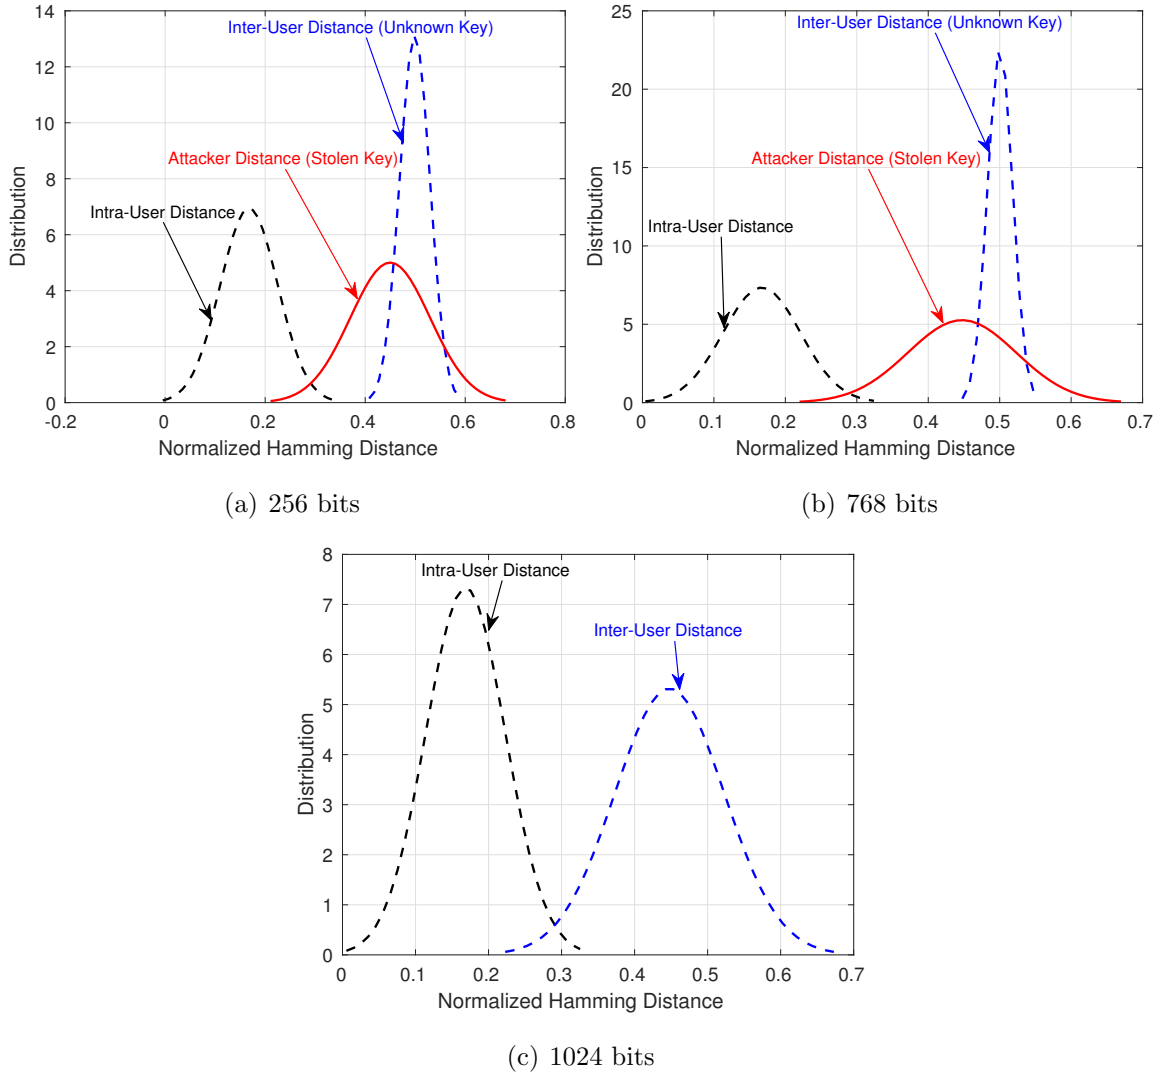 14
12
10
8
6
4
2
0
Distribution
Inter-User Distance (Unknown Key)
Attacker Distance (Stolen Key)
Intra-User Distance
-0.2 0 0.2 0.4 0.6 0.8
Normalized Hamming Distance
(a) 256 bits
25
20
15
10
5
0
Distribution
Inter-User Distance (Unknown Key)
Attacker Distance (Stolen Key)
Intra-User Distance
0 0.1 0.2 0.3 0.4 0.5 0.6 0.7
Normalized Hamming Distance
(b) 768 bits
8
7
6
5
4
3
2
1
0
Distribution
Intra-User Distance
Inter-User Distance
0 0.1 0.2 0.3 0.4 0.5 0.6 0.7
Normalized Hamming Distance
(c) 1024 bits